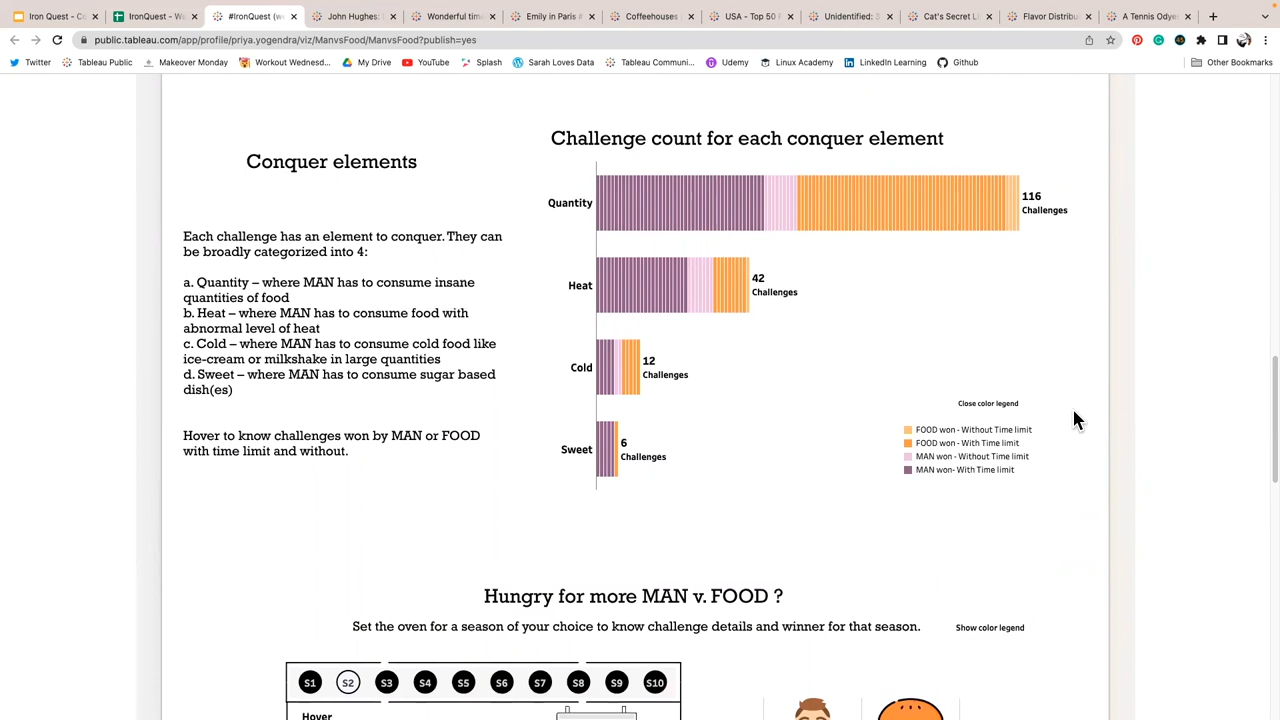 Iron Quest - Ca
IronQuest - We
#IronQuest (w
John Hughes:
Wonderful time
Emily in Paris #
Coffeehouses
USA - Top 50 F
Unidentified: 3
Cat's Secret Li
Flavor Distribu
A Tennis Odye
public.tableau.com/app/profile/priya.yogendra/viz/ManvsFood/ManvsFood?publish=yes
Twitter
Tableau Public
Makeover Monday
Workout Wednesd...
My Drive
YouTube
Splash
Sarah Loves Data
Tableau Communi...
Udemy
Linux Academy
LinkedIn Learning
Github
Other Bookmarks
Conquer elements
Each challenge has an element to conquer. They can
be broadly categorized into 4:
a. Quantity – where MAN has to consume insane
quantities of food
b. Heat – where MAN has to consume food with
abnormal level of heat
c. Cold – where MAN has to consume cold food like
ice-cream or milkshake in large quantities
d. Sweet – where MAN has to consume sugar based
dish(es)
Hover to know challenges won by MAN or FOOD
with time limit and without.
Challenge count for each conquer element
Quantity
116
Challenges
Heat
42
Challenges
Cold
12
Challenges
Sweet
6
Challenges
Close color legend
FOOD won - Without Time limit
FOOD won - With Time limit
MAN won - Without Time limit
MAN won- With Time limit
Hungry for more MAN v. FOOD ?
Set the oven for a season of your choice to know challenge details and winner for that season.
Show color legend
S1 S2 S3 S4 S5 S6 S7 S8 S9 S10
Hover